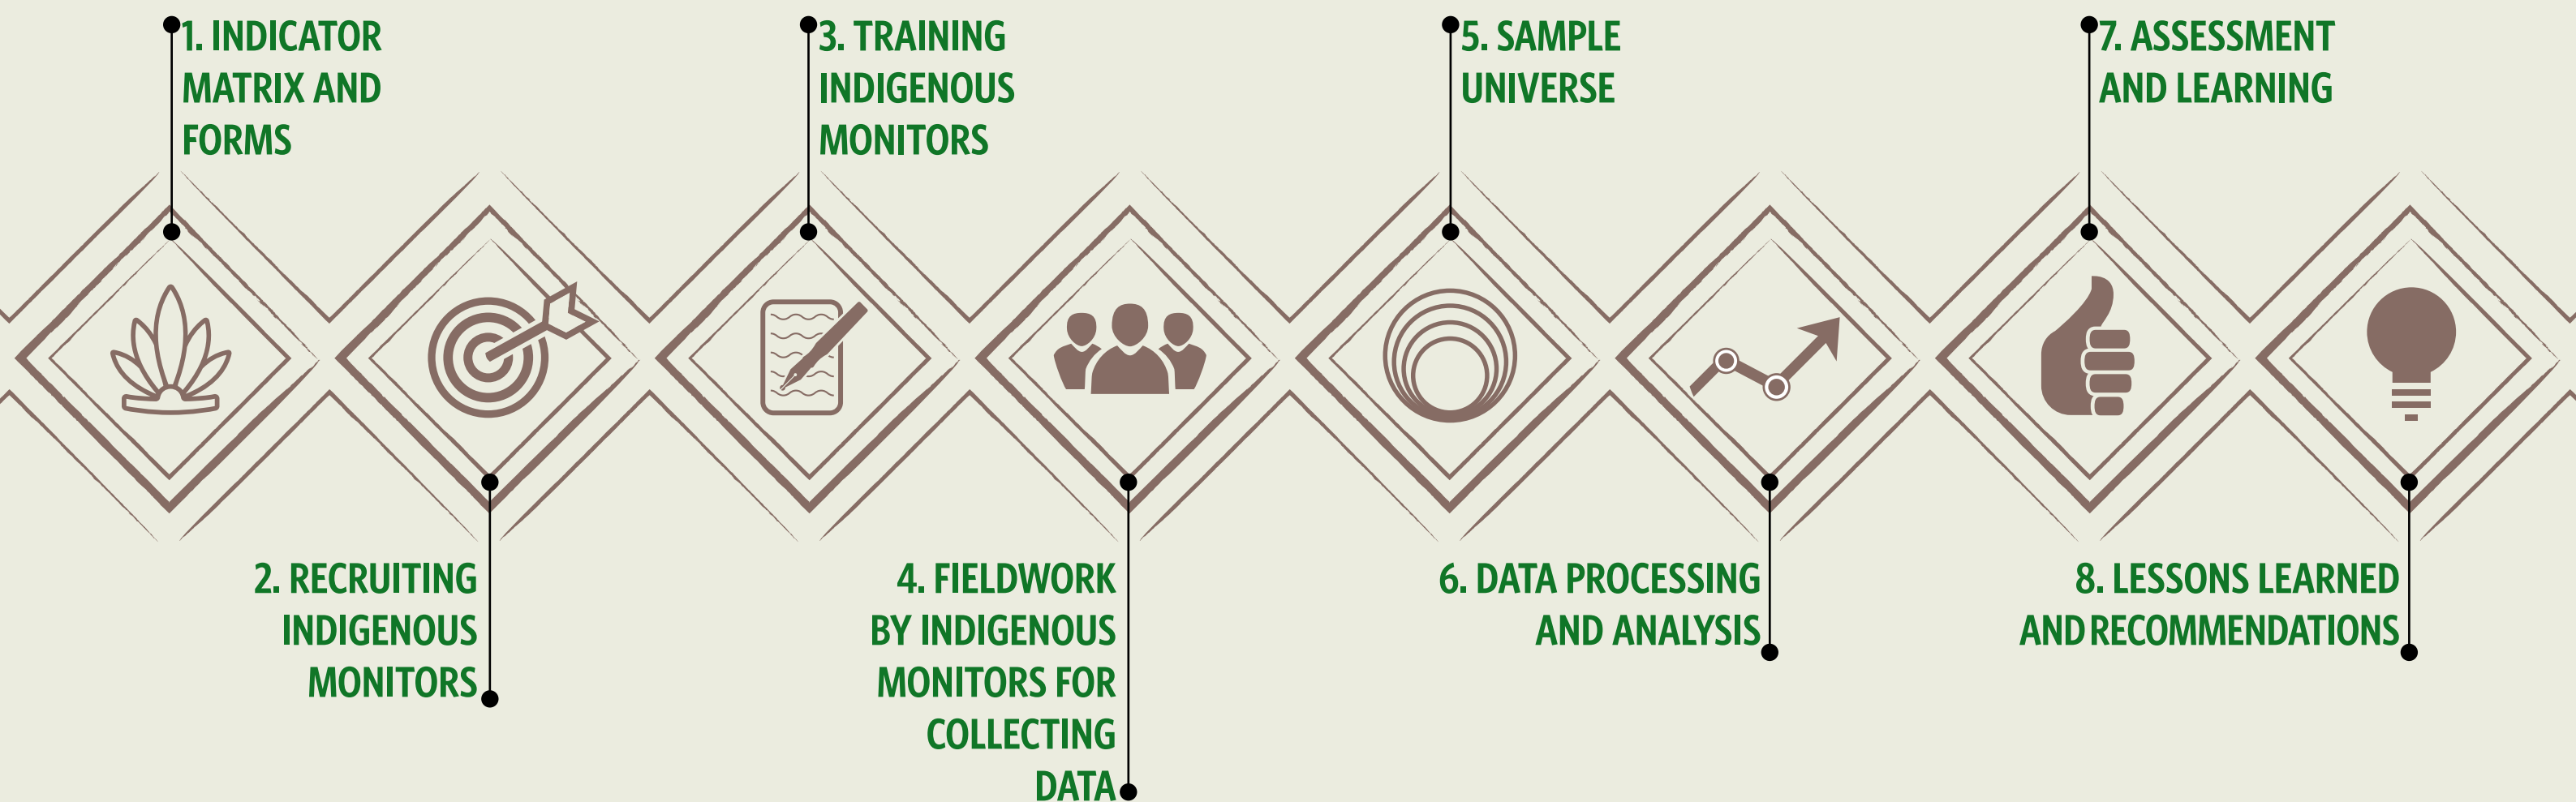 1. INDICATOR
MATRIX AND
FORMS
2. RECRUITING
INDIGENOUS
MONITORS
3. TRAINING
INDIGENOUS
MONITORS
4. FIELDWORK
BY INDIGENOUS
MONITORS FOR
COLLECTING
DATA
5. SAMPLE
UNIVERSE
6. DATA PROCESSING
AND ANALYSIS
7. ASSESSMENT
AND LEARNING
8. LESSONS LEARNED
AND RECOMMENDATIONS